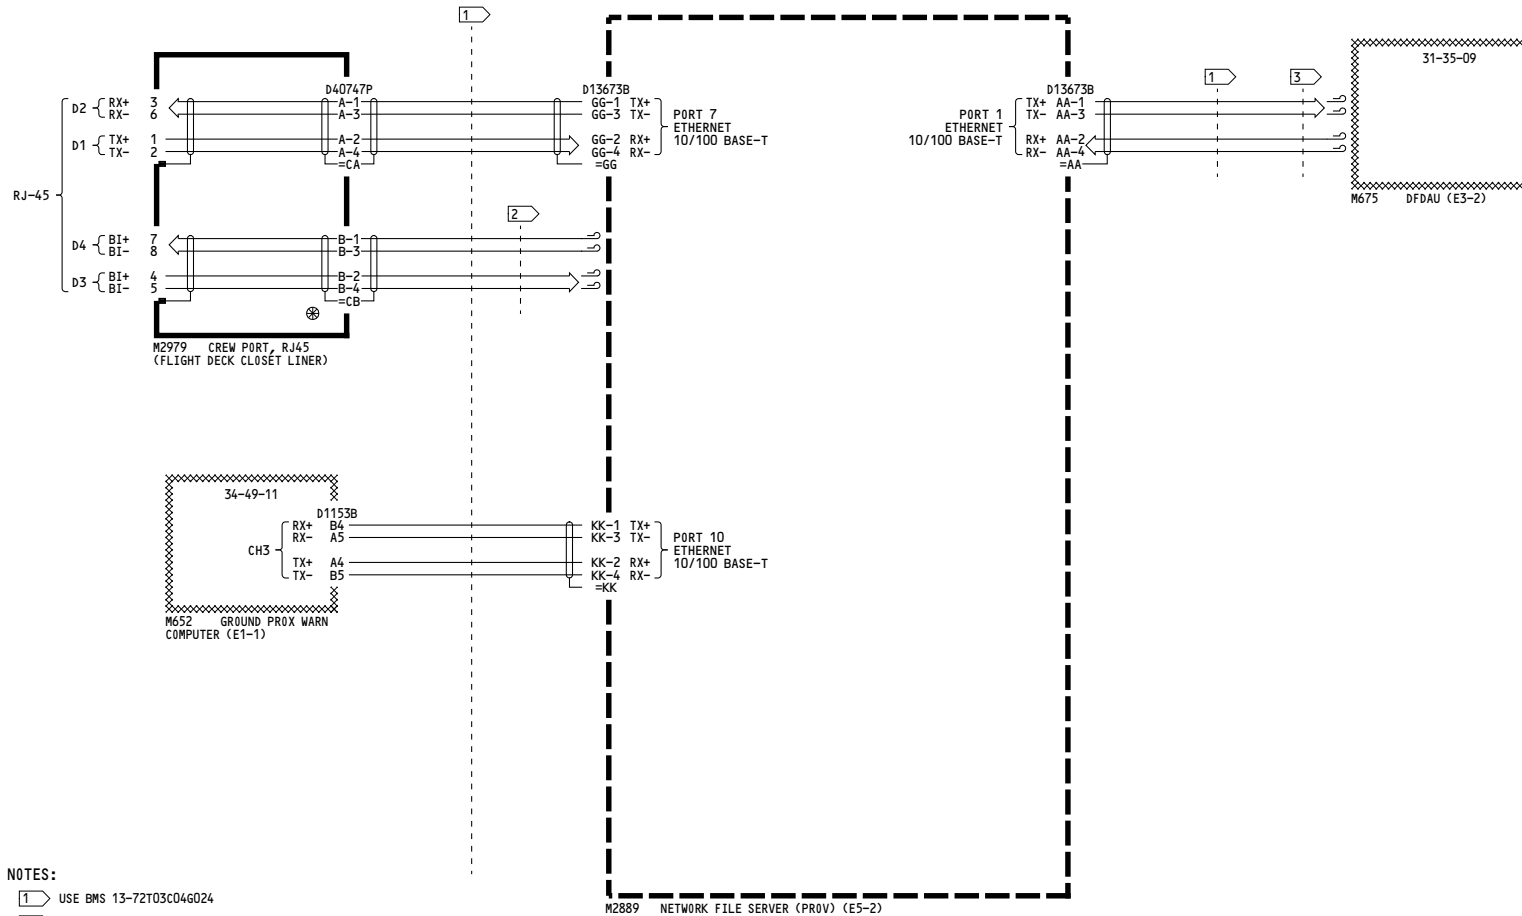 1
D40747P
D13673B
RJ-45
D2 RX+ 3 A-1 GG-1 TX+
RX- 6 A-3 GG-3 TX-
D1 TX+ 1 A-2 GG-2 RX+
TX- 2 A-4 GG-4 RX-
=CA =GG
PORT 7
ETHERNET
10/100 BASE-T
2
D4 BI+ 7 B-1
BI- 8 B-3
D3 BI+ 4 B-2
BI- 5 B-4
=CB
M2979 CREW PORT, RJ45
(FLIGHT DECK CLOSET LINER)
D13673B
PORT 1
ETHERNET
10/100 BASE-T
TX+ AA-1
TX- AA-3
RX+ AA-2
RX- AA-4
=AA
1
3
31-35-09
M675 DFDAU (E3-2)
34-49-11
D1153B
CH3
RX+ B4 KK-1 TX+
RX- A5 KK-3 TX-
TX+ A4 KK-2 RX+
TX- B5 KK-4 RX-
=KK
PORT 10
ETHERNET
10/100 BASE-T
M652 GROUND PROX WARN
COMPUTER (E1-1)
NOTES:
1 USE BMS 13-72T03C04G024
M2889 NETWORK FILE SERVER (PROV) (E5-2)